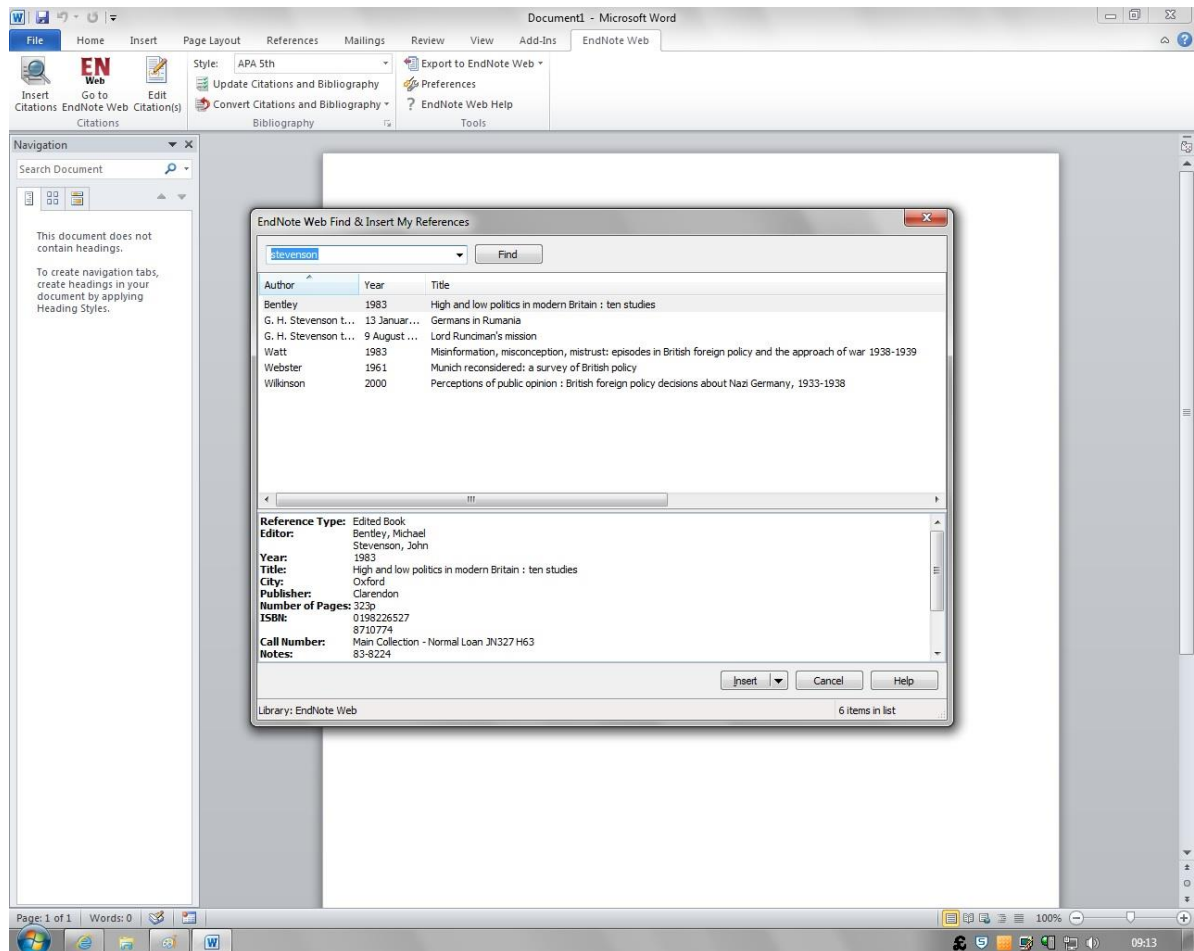 Document1 - Microsoft Word
File Home Insert Page Layout References Mailings Review View Add-Ins EndNote Web
Insert Citations
EN Web
Go to EndNote Web
Edit Citation(s)
Citations
Style: APA 5th
Update Citations and Bibliography
Convert Citations and Bibliography
Bibliography
Export to EndNote Web
Preferences
? EndNote Web Help
Tools
Navigation
Search Document
This document does not
contain headings.
To create navigation tabs,
create headings in your
document by applying
Heading Styles.
EndNote Web Find & Insert My References
stevenson Find
Author Year Title
Bentley 1983 High and low politics in modern Britain : ten studies
G. H. Stevenson t... 13 Januar... Germans in Rumania
G. H. Stevenson t... 9 August ... Lord Runciman's mission
Watt 1983 Misinformation, misconception, mistrust: episodes in British foreign policy and the approach of war 1938-1939
Webster 1961 Munich reconsidered: a survey of British policy
Wilkinson 2000 Perceptions of public opinion : British foreign policy decisions about Nazi Germany, 1933-1938
Reference Type: Edited Book
Editor: Bentley, Michael
Stevenson, John
Year: 1983
Title: High and low politics in modern Britain : ten studies
City: Oxford
Publisher: Clarendon
Number of Pages: 323p
ISBN: 0198226527
8710774
Call Number: Main Collection - Normal Loan JN327 H63
Notes: 83-8224
Insert Cancel Help
Library: EndNote Web 6 items in list
Page: 1 of 1 Words: 0 100%
09:13